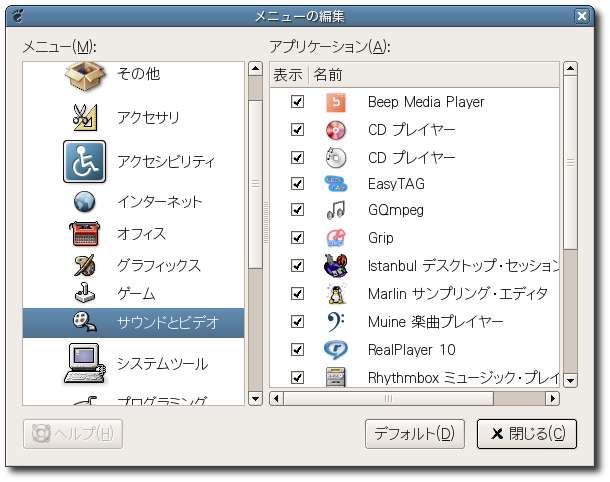 メニューの編集
メニュー(M):
その他
アクセサリ
アクセシビリティ
インターネット
オフィス
グラフィックス
ゲーム
サウンドとビデオ
システムツール
プログラミング
アプリケーション(A):
表示 名前
Beep Media Player
CD プレイヤー
CD プレイヤー
EasyTAG
GQmpeg
Grip
Istanbul デスクトップ・セッション
Marlin サンプリング・エディタ
Muine 楽曲プレイヤー
RealPlayer 10
Rhythmbox ミュージック・プレイ
ヘルプ(H)
デフォルト(D)
閉じる(C)